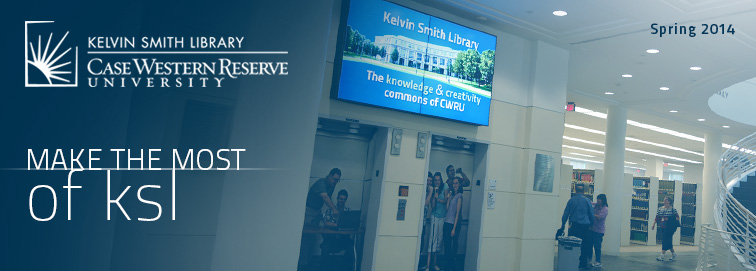 KELVIN SMITH LIBRARY
CASE WESTERN RESERVE
UNIVERSITY
MAKE THE MOST
of ksl
Kelvin Smith Library
The knowledge & creativity
commons of CWRU
Spring 2014